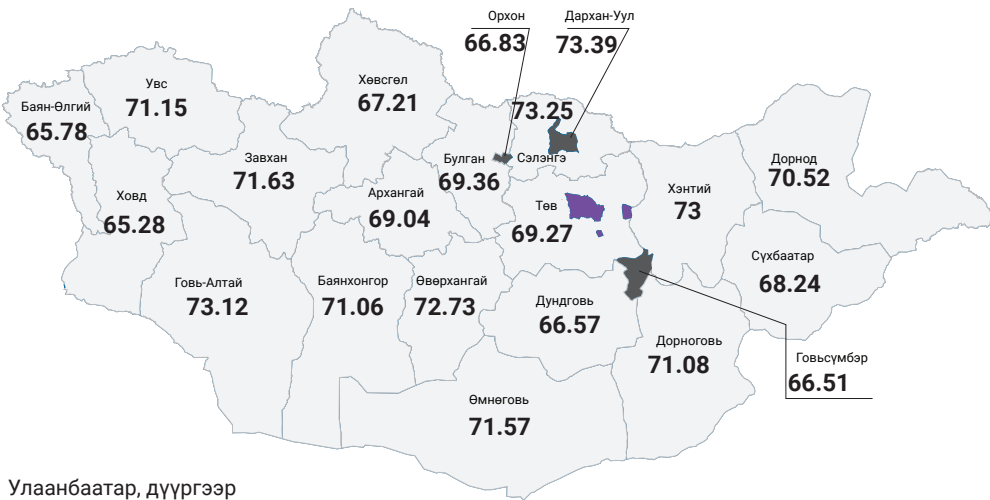 Орхон
66.83
Дархан-Уул
73.39
Увс
71.15
Хөвсгөл
67.21
Баян-Өлгий
65.78
73.25
Сэлэнгэ
Завхан
71.63
Булган
69.36
Дорнод
70.52
Ховд
65.28
Архангай
69.04
Төв
69.27
Хэнтий
73
Сүхбаатар
68.24
Говь-Алтай
73.12
Баянхонгор
71.06
Өвөрхангай
72.73
Дундговь
66.57
Дорноговь
71.08
Говьсүмбэр
66.51
Өмнөговь
71.57
Улаанбаатар, дүүргээр